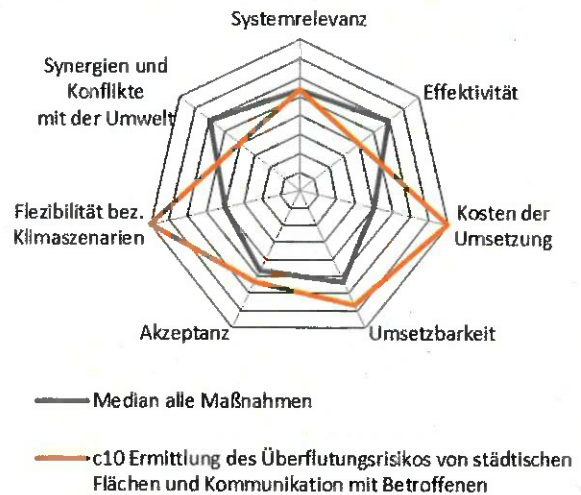 Systemrelevanz
Synergien und
Konflikte
mit der Umwelt
Effektivität
Flezibilität bez.
Kilmaszenarien
Kosten der
Umsetzung
Akzeptanz
Umsetzbarkeit
Median alle Maßnahmen
c10 Ermittlung des Überflutungsrisikos von städtischen
Flächen und Kommunikation mit Betroffenen